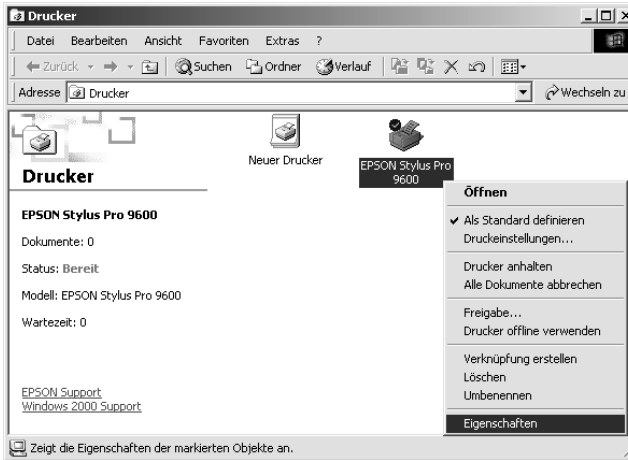 Drucker
Datei Bearbeiten Ansicht Favoriten Extras ?
Zurück Suchen Ordner Verlauf
Adresse Drucker Wechseln zu
Drucker
EPSON Stylus Pro 9600
Dokumente: 0
Status: Bereit
Modell: EPSON Stylus Pro 9600
Wartezeit: 0
EPSON Support
Windows 2000 Support
Neuer Drucker
EPSON Stylus Pro
9600
Öffnen
Als Standard definieren
Druckeinstellungen...
Drucker anhalten
Alle Dokumente abbrechen
Freigabe...
Drucker offline verwenden
Verknüpfung erstellen
Löschen
Umbenennen
Eigenschaften
Zeigt die Eigenschaften der markierten Objekte an.